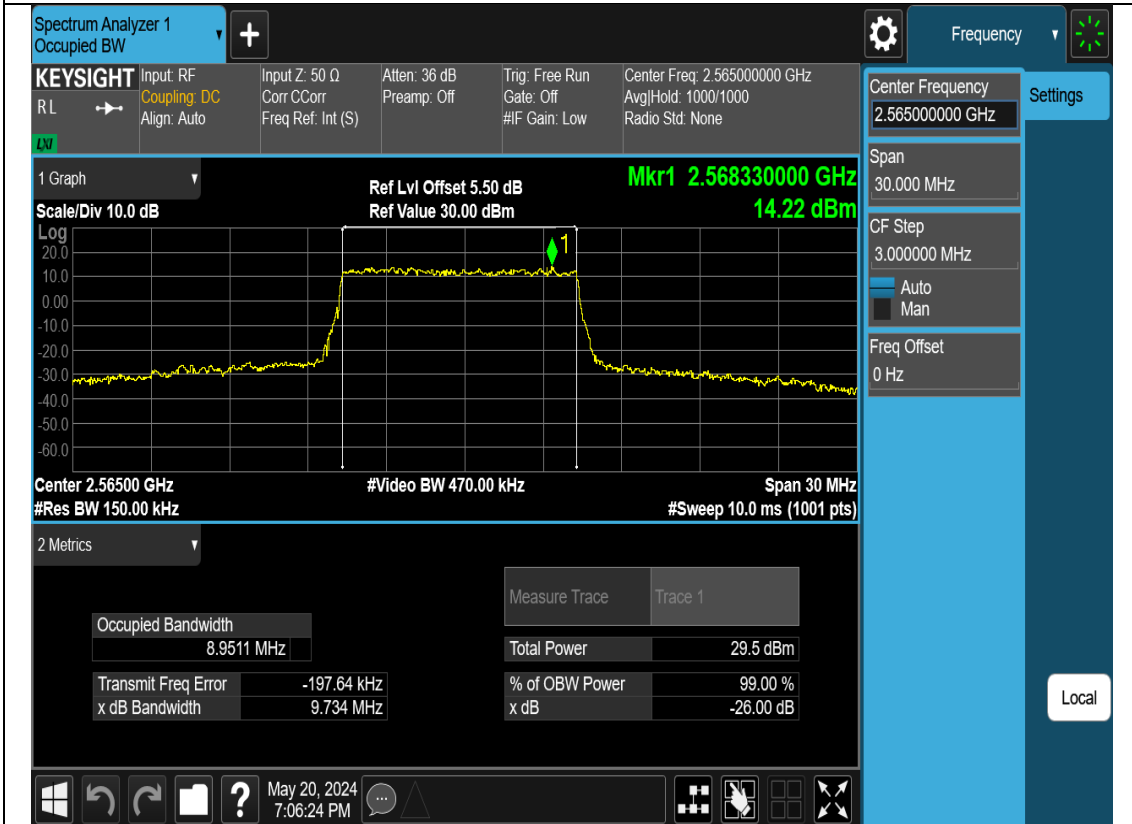 Spectrum Analyzer 1
Occupied BW
+
Frequency
KEYSIGHT
RL
LXI
Input: RF
Coupling: DC
Align: Auto
Input Z: 50 Ω
Corr CCorr
Freq Ref: Int (S)
Atten: 36 dB
Preamp: Off
Trig: Free Run
Gate: Off
#IF Gain: Low
Center Freq: 2.565000000 GHz
Avg|Hold: 1000/1000
Radio Std: None
Center Frequency
2.565000000 GHz
Settings
Span
30.000 MHz
CF Step
3.000000 MHz
Auto
Man
Freq Offset
0 Hz
Local
1 Graph
Scale/Div 10.0 dB
Ref Lvl Offset 5.50 dB
Ref Value 30.00 dBm
Mkr1 2.568330000 GHz
14.22 dBm
Log
20.0
10.0
0.00
-10.0
-20.0
-30.0
-40.0
-50.0
-60.0
1
Center 2.56500 GHz
#Video BW 470.00 kHz
Span 30 MHz
#Res BW 150.00 kHz
#Sweep 10.0 ms (1001 pts)
2 Metrics
Measure Trace
Trace 1
Occupied Bandwidth
8.9511 MHz
Total Power
29.5 dBm
Transmit Freq Error
-197.64 kHz
% of OBW Power
99.00 %
x dB Bandwidth
9.734 MHz
x dB
-26.00 dB
?
May 20, 2024
7:06:24 PM